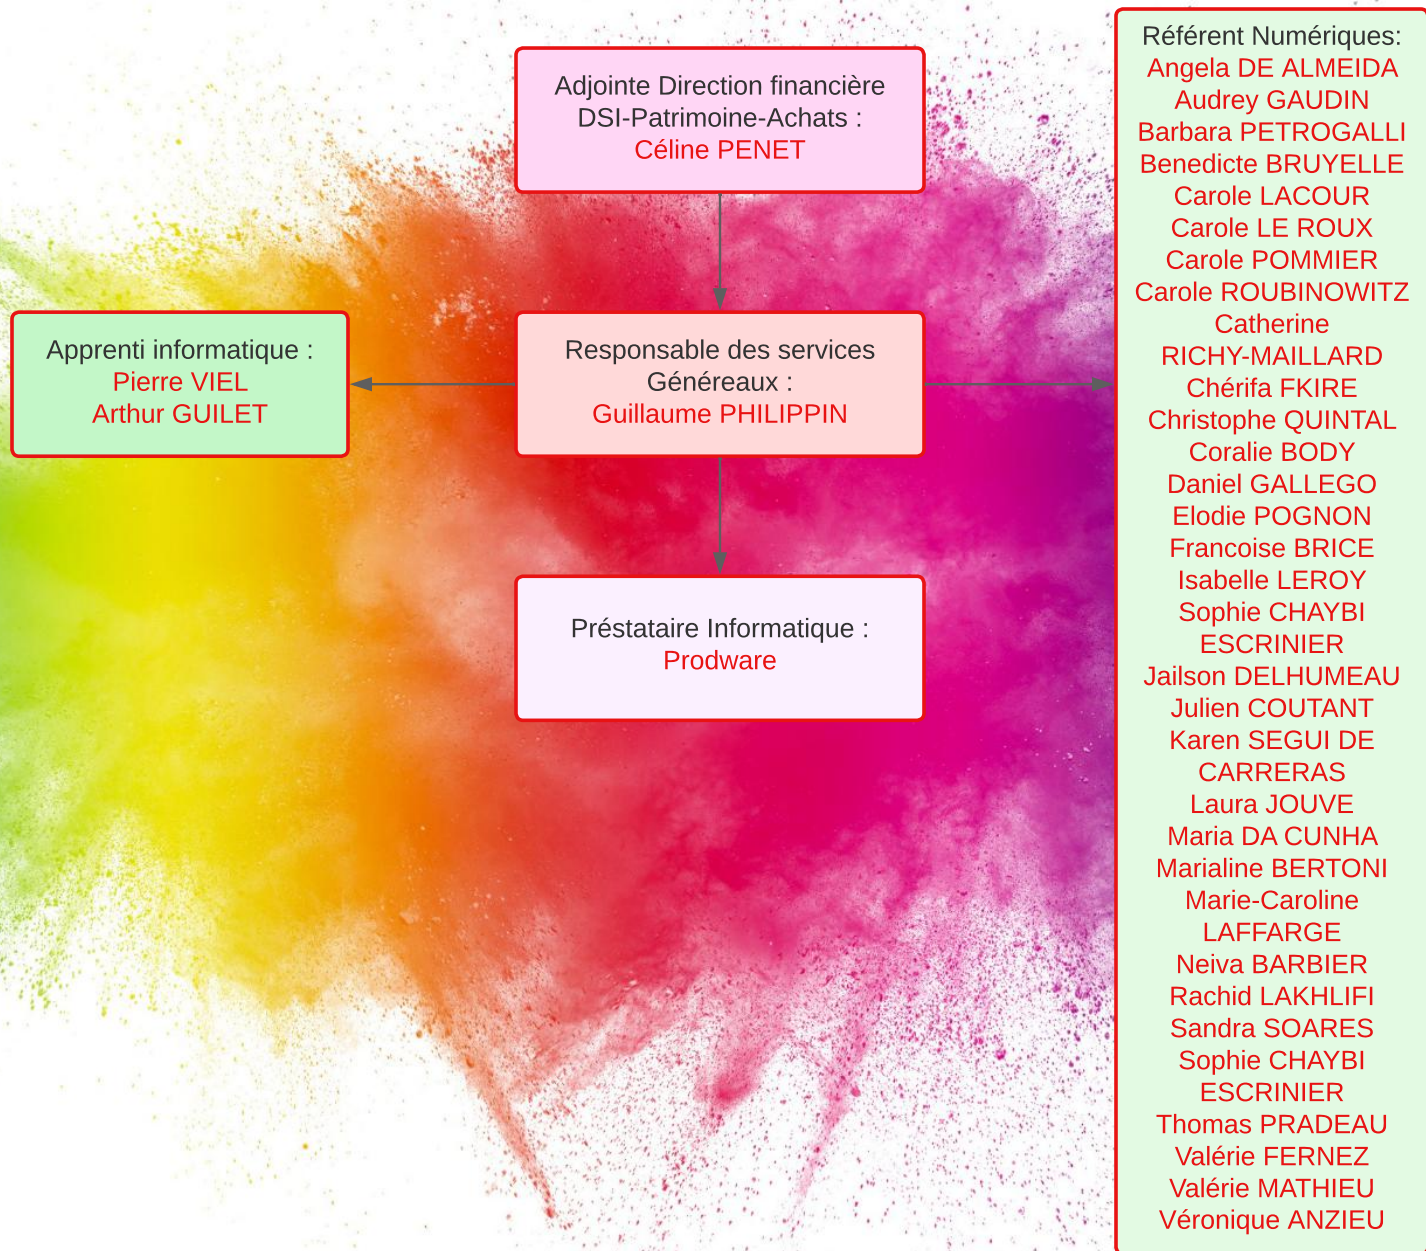 Adjointe Direction financière
DSI-Patrimoine-Achats :
Céline PENET
Apprenti informatique :
Pierre VIEL
Arthur GUILET
Responsable des services
Généreaux :
Guillaume PHILIPPIN
Préstataire Informatique :
Prodware
Référent Numériques:
Angela DE ALMEIDA
Audrey GAUDIN
Barbara PETROGALLI
Benedicte BRUYELLE
Carole LACOUR
Carole LE ROUX
Carole POMMIER
Carole ROUBINOWITZ
Catherine
RICHY-MAILLARD
Chérifa FKIRE
Christophe QUINTAL
Coralie BODY
Daniel GALLEGO
Elodie POGNON
Francoise BRICE
Isabelle LEROY
Sophie CHAYBI
ESCRINIER
Jailson DELHUMEAU
Julien COUTANT
Karen SEGUI DE
CARRERAS
Laura JOUVE
Maria DA CUNHA
Marialine BERTONI
Marie-Caroline
LAFFARGE
Neiva BARBIER
Rachid LAKHLIFI
Sandra SOARES
Sophie CHAYBI
ESCRINIER
Thomas PRADEAU
Valérie FERNEZ
Valérie MATHIEU
Véronique ANZIEU